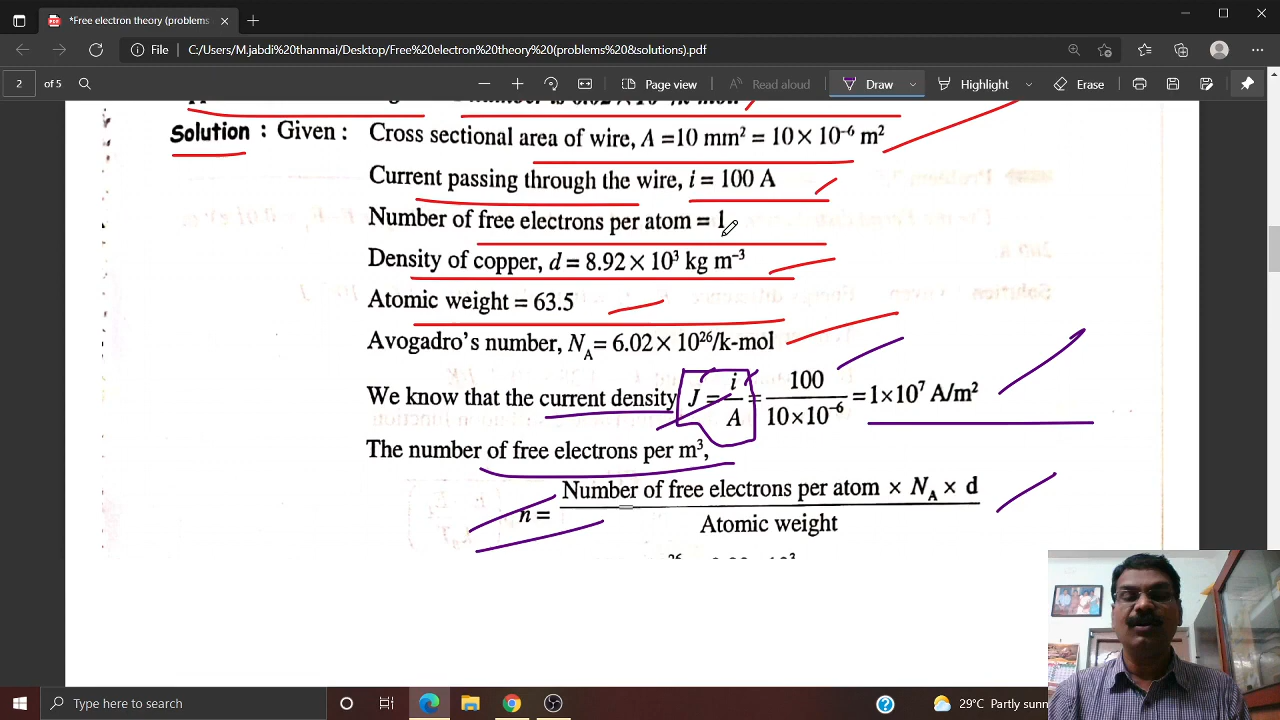 *Free electron theory (problems
File
C:/Users/M.jabdi%20thanmai/Desktop/Free%20electron%20theory%20(problems%20&solutions).pdf
2 of 5
Page view
Read aloud
Draw
Highlight
Erase
Solution : Given : Cross sectional area of wire, A =10 mm² = 10 × 10⁻⁶ m²
Current passing through the wire, i = 100 A
Number of free electrons per atom = 1
Density of copper, d = 8.92 × 10³ kg m⁻³
Atomic weight = 63.5
Avogadro's number, N_A = 6.02 × 10²⁶/k-mol
We know that the current density J = i/A = 100/10×10⁻⁶ = 1×10⁷ A/m²
The number of free electrons per m³,
n = Number of free electrons per atom × N_A × d
Atomic weight
Type here to search
29°C Partly sunn